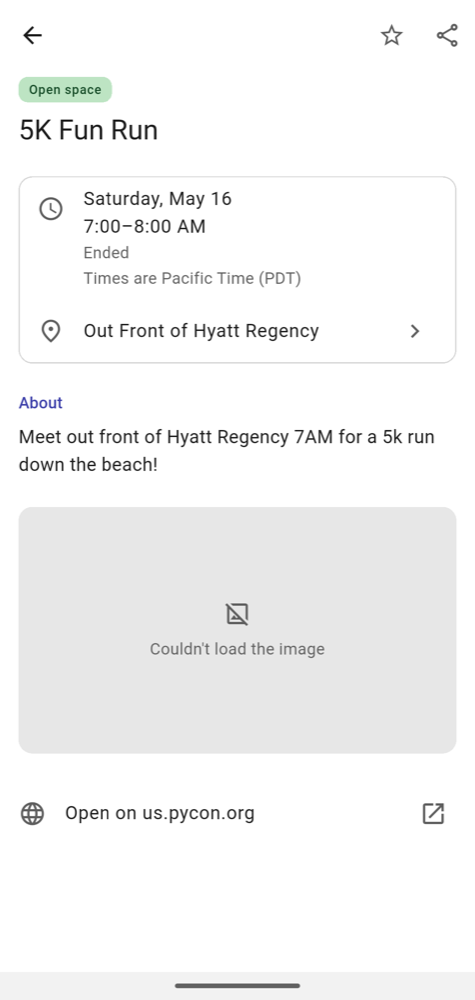 Open space
5K Fun Run
Saturday, May 16
7:00–8:00 AM
Ended
Times are Pacific Time (PDT)
Out Front of Hyatt Regency
About
Meet out front of Hyatt Regency 7AM for a 5k run
down the beach!
Couldn't load the image
Open on us.pycon.org